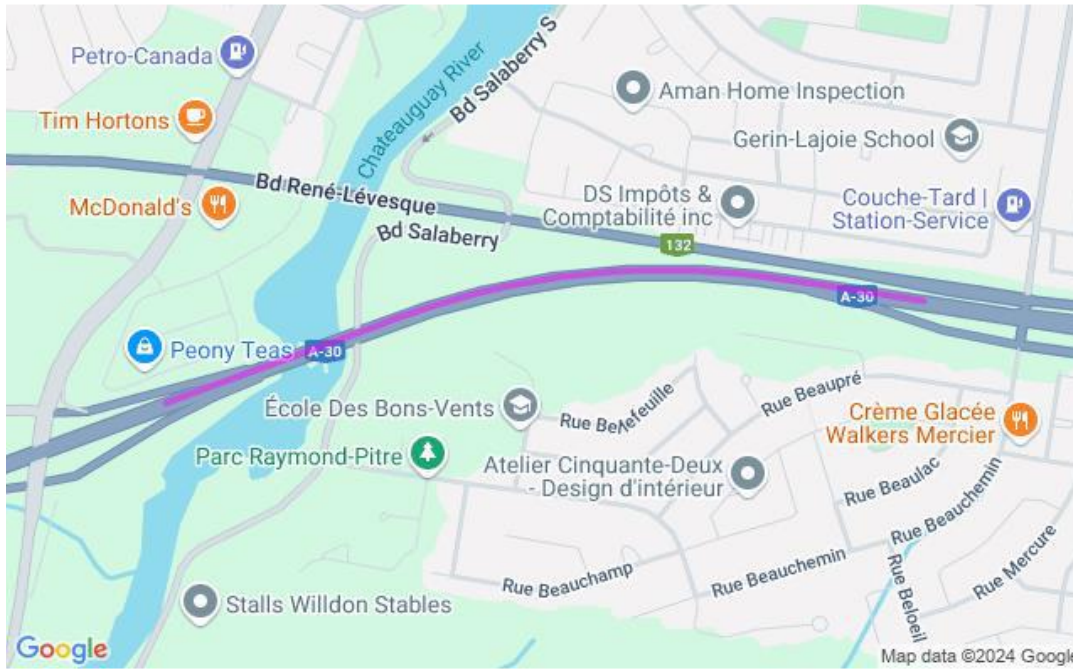 Petro-Canada
Tim Hortons
McDonald's
Chateauguay River
Bd Salaberry S
Aman Home Inspection
Gerin-Lajoie School
Bd René-Lévesque
DS Impôts &
Comptabilité inc
Couche-Tard |
Station-Service
Bd Salaberry
132
A-30
Peony Teas
A-30
École Des Bons-Vents
Rue Bellefeuille
Rue Beaupré
Crème Glacée
Walkers Mercier
Parc Raymond-Pitre
Atelier Cinquante-Deux
- Design d'intérieur
Rue Beaulac
Rue Beauchemin
Rue Beauchamp
Rue Beauchemin
Rue Beloeil
Rue Mercure
Stalls Willdon Stables
Google
Map data ©2024 Google